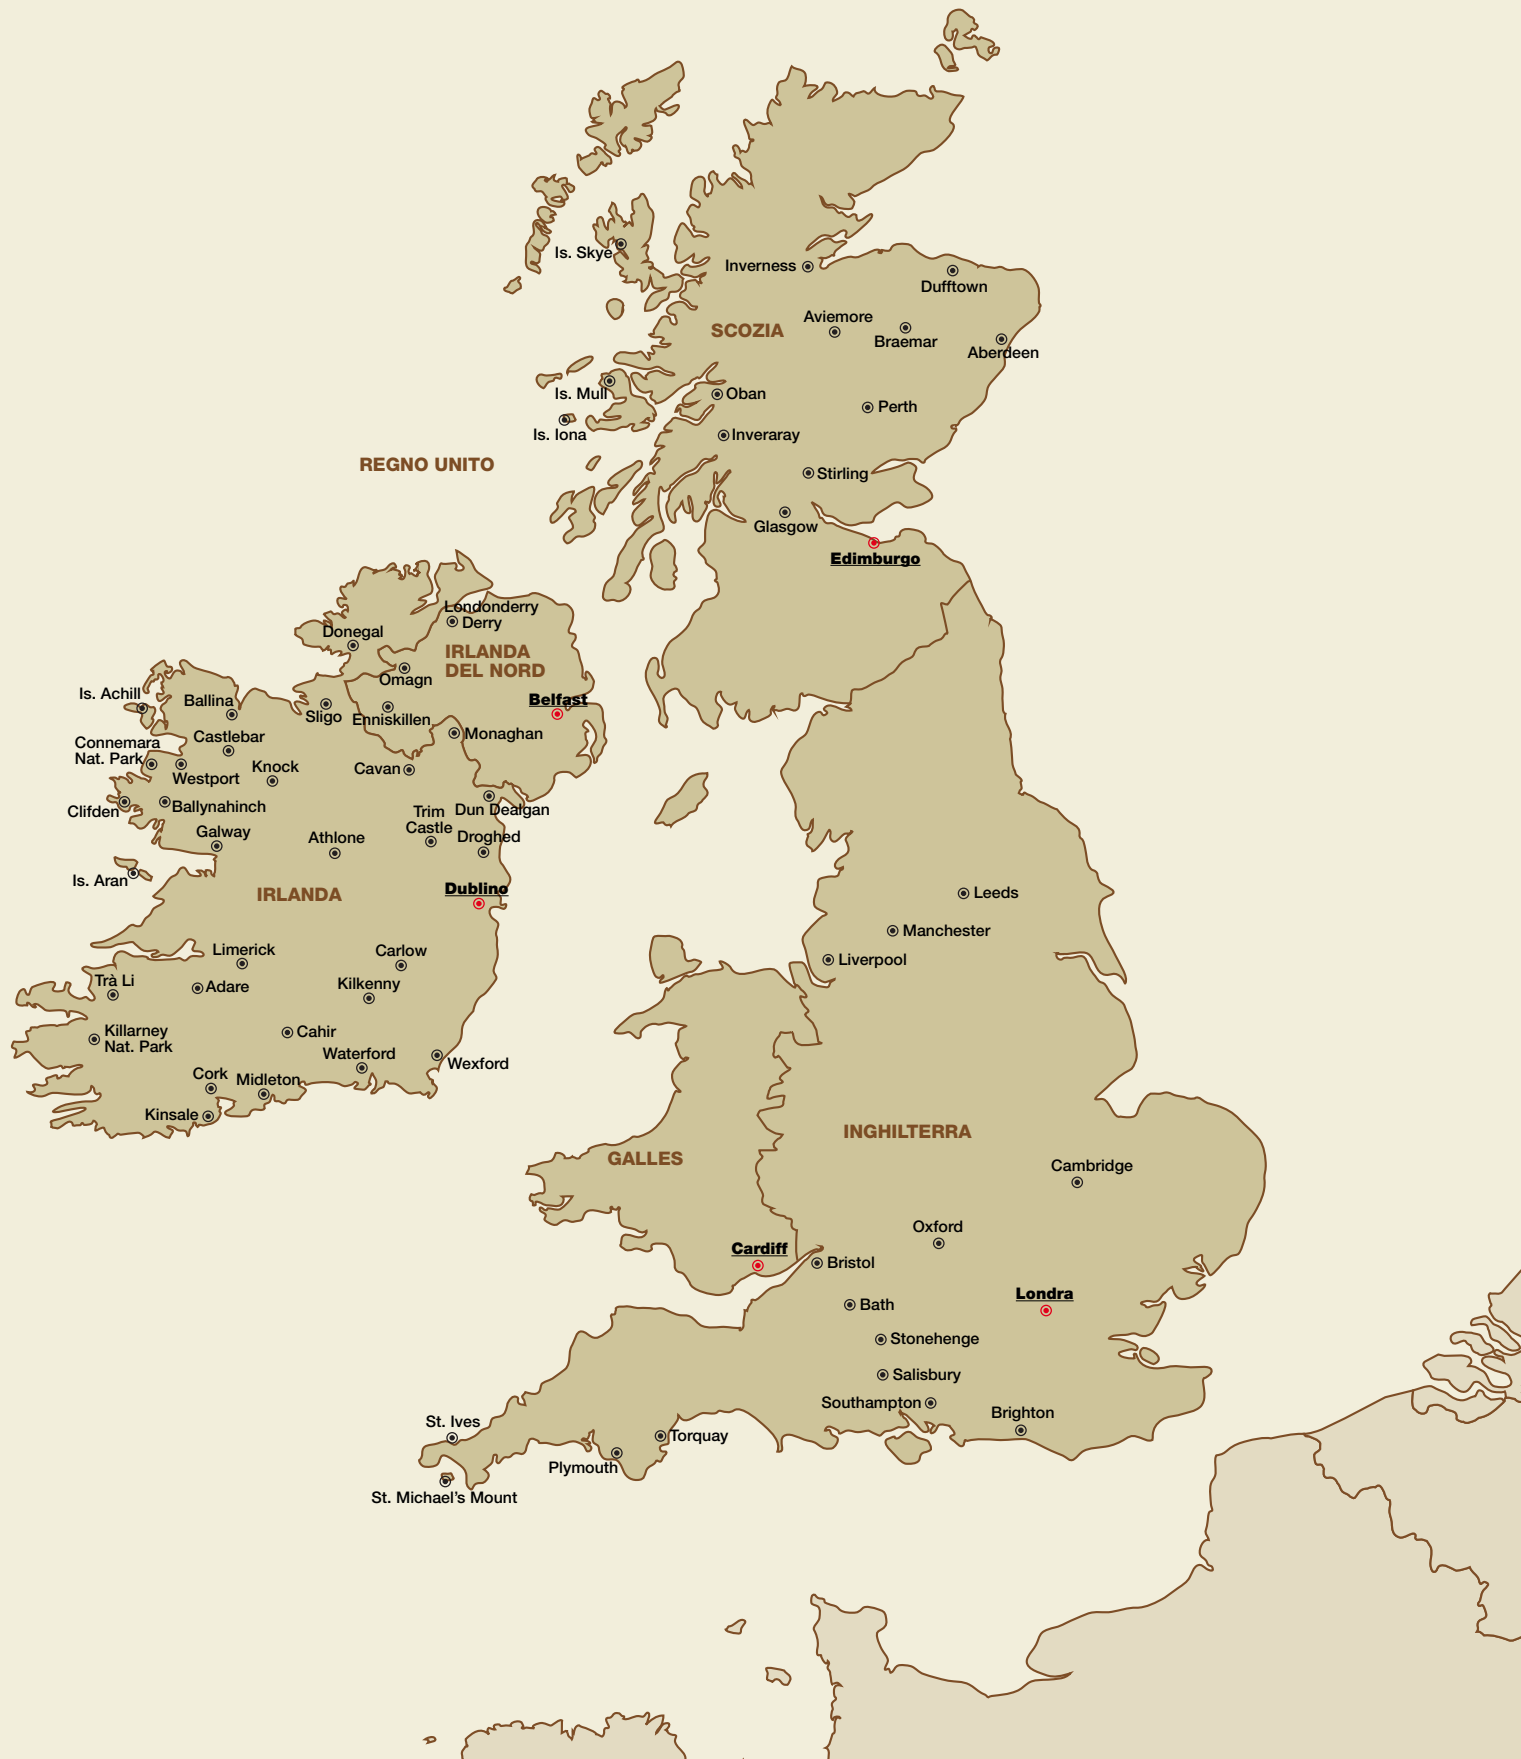 Is. Skye
Inverness
Dufftown
SCOZIA
Aviemore
Braemar
Aberdeen
Is. Mull
Oban
Perth
Is. Iona
Inveraray
REGNO UNITO
Stirling
Glasgow
Edimburgo
Londonderry
Derry
Donegal
IRLANDA
DEL NORD
Omagn
Is. Achill
Ballina
Sligo
Enniskillen
Belfast
Monaghan
Castlebar
Connemara
Nat. Park
Westport
Knock
Cavan
Clifden
Ballynahinch
Trim
Castle
Dun Dealgan
Galway
Athlone
Droghed
Is. Aran
IRLANDA
Dublino
Leeds
Manchester
Liverpool
Limerick
Carlow
Trà Li
Adare
Kilkenny
Killarney
Nat. Park
Cahir
Waterford
Wexford
Cork
Midleton
Kinsale
INGHILTERRA
GALLES
Cambridge
Oxford
Cardiff
Bristol
Londra
Bath
Stonehenge
Salisbury
Southampton
Brighton
St. Ives
Torquay
Plymouth
St. Michael's Mount